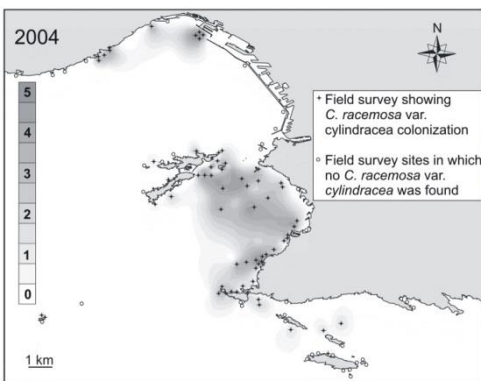 2004
N
+ Field survey showing
C. racemosa var.
cylindracea colonization
○ Field survey sites in which
no C. racemosa var.
cylindracea was found
5
4
3
2
1
0
1 km